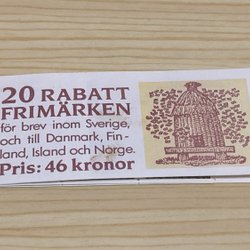 20 RABATT
FRIMÄRKEN
för brev inom Sverige,
och till Danmark, Fin-
land, Island och Norge.
Pris: 46 kronor